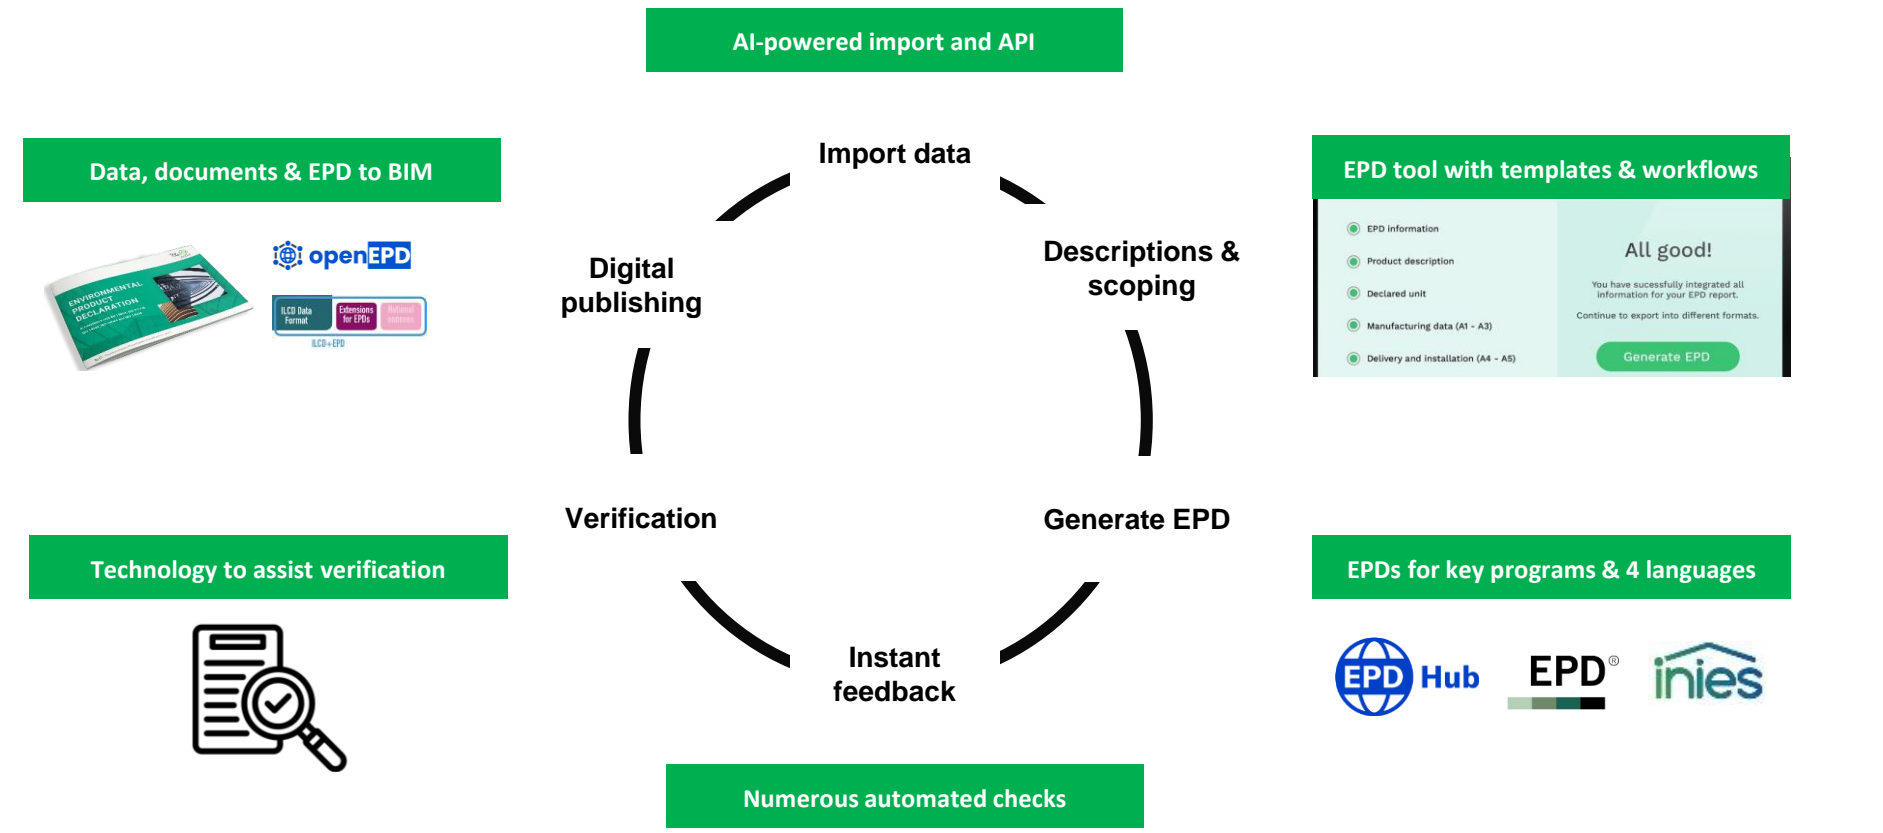 AI-powered import and API
Import data
Data, documents & EPD to BIM
EPD tool with templates & workflows
openEPD
ENVIRONMENTAL
PRODUCT
DECLARATION
ILCD Data
Format
Extensions
for EPDs
National
ILCD+EPD
Digital
publishing
Descriptions &
scoping
EPD information
Product description
Declared unit
Manufacturing data (A1 - A3)
Delivery and installation (A4 - A5)
All good!
You have sucessfully integrated all
information for your EPD report.
Continue to export into different formats.
Generate EPD
Verification
Generate EPD
Technology to assist verification
EPDs for key programs & 4 languages
Instant
feedback
EPD Hub
EPD®
inies
Numerous automated checks